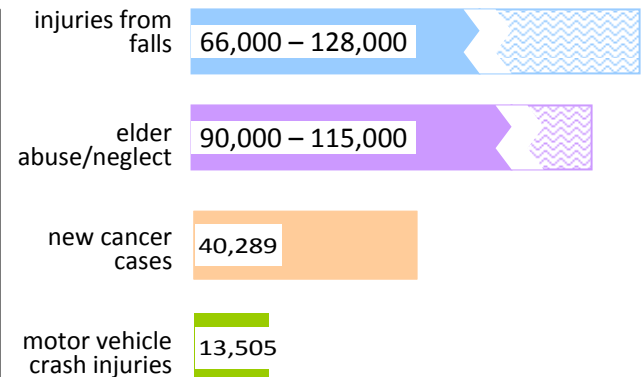 injuries from
falls
66,000 – 128,000
elder
abuse/neglect
90,000 – 115,000
new cancer
cases
40,289
motor vehicle
crash injuries
13,505